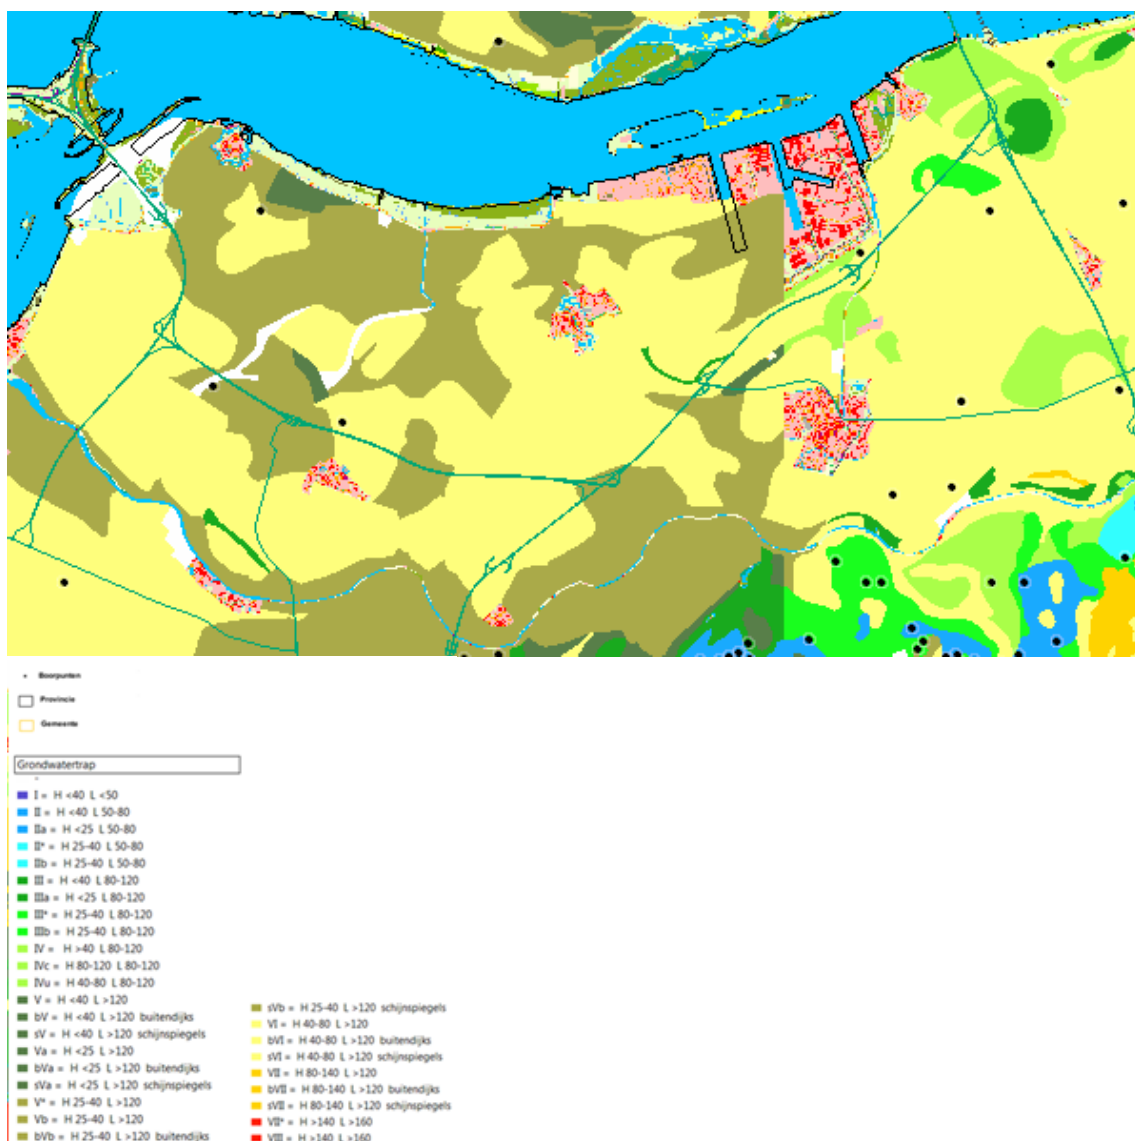 Boorpunten
Provincie
Gemeente
Grondwatertrap
I = H <40 L <50
II = H <40 L 50-80
IIa = H <25 L 50-80
II* = H 25-40 L 50-80
IIb = H 25-40 L 50-80
III = H <40 L 80-120
IIIa = H <25 L 80-120
III* = H 25-40 L 80-120
IIIb = H 25-40 L 80-120
IV = H >40 L 80-120
IVc = H 80-120 L 80-120
IVu = H 40-80 L 80-120
V = H <40 L >120
bV = H <40 L >120 buitendijks
sV = H <40 L >120 schijnspiegels
Va = H <25 L >120
bVa = H <25 L >120 buitendijks
sVa = H <25 L >120 schijnspiegels
V* = H 25-40 L >120
Vb = H 25-40 L >120
bVb = H 25-40 L >120 buitendijks
sVb = H 25-40 L >120 schijnspiegels
VI = H 40-80 L >120
bVI = H 40-80 L >120 buitendijks
sVI = H 40-80 L >120 schijnspiegels
VII = H 80-140 L >120
bVII = H 80-140 L >120 buitendijks
sVII = H 80-140 L >120 schijnspiegels
VII* = H >140 L >160
VIII = H >140 L >160